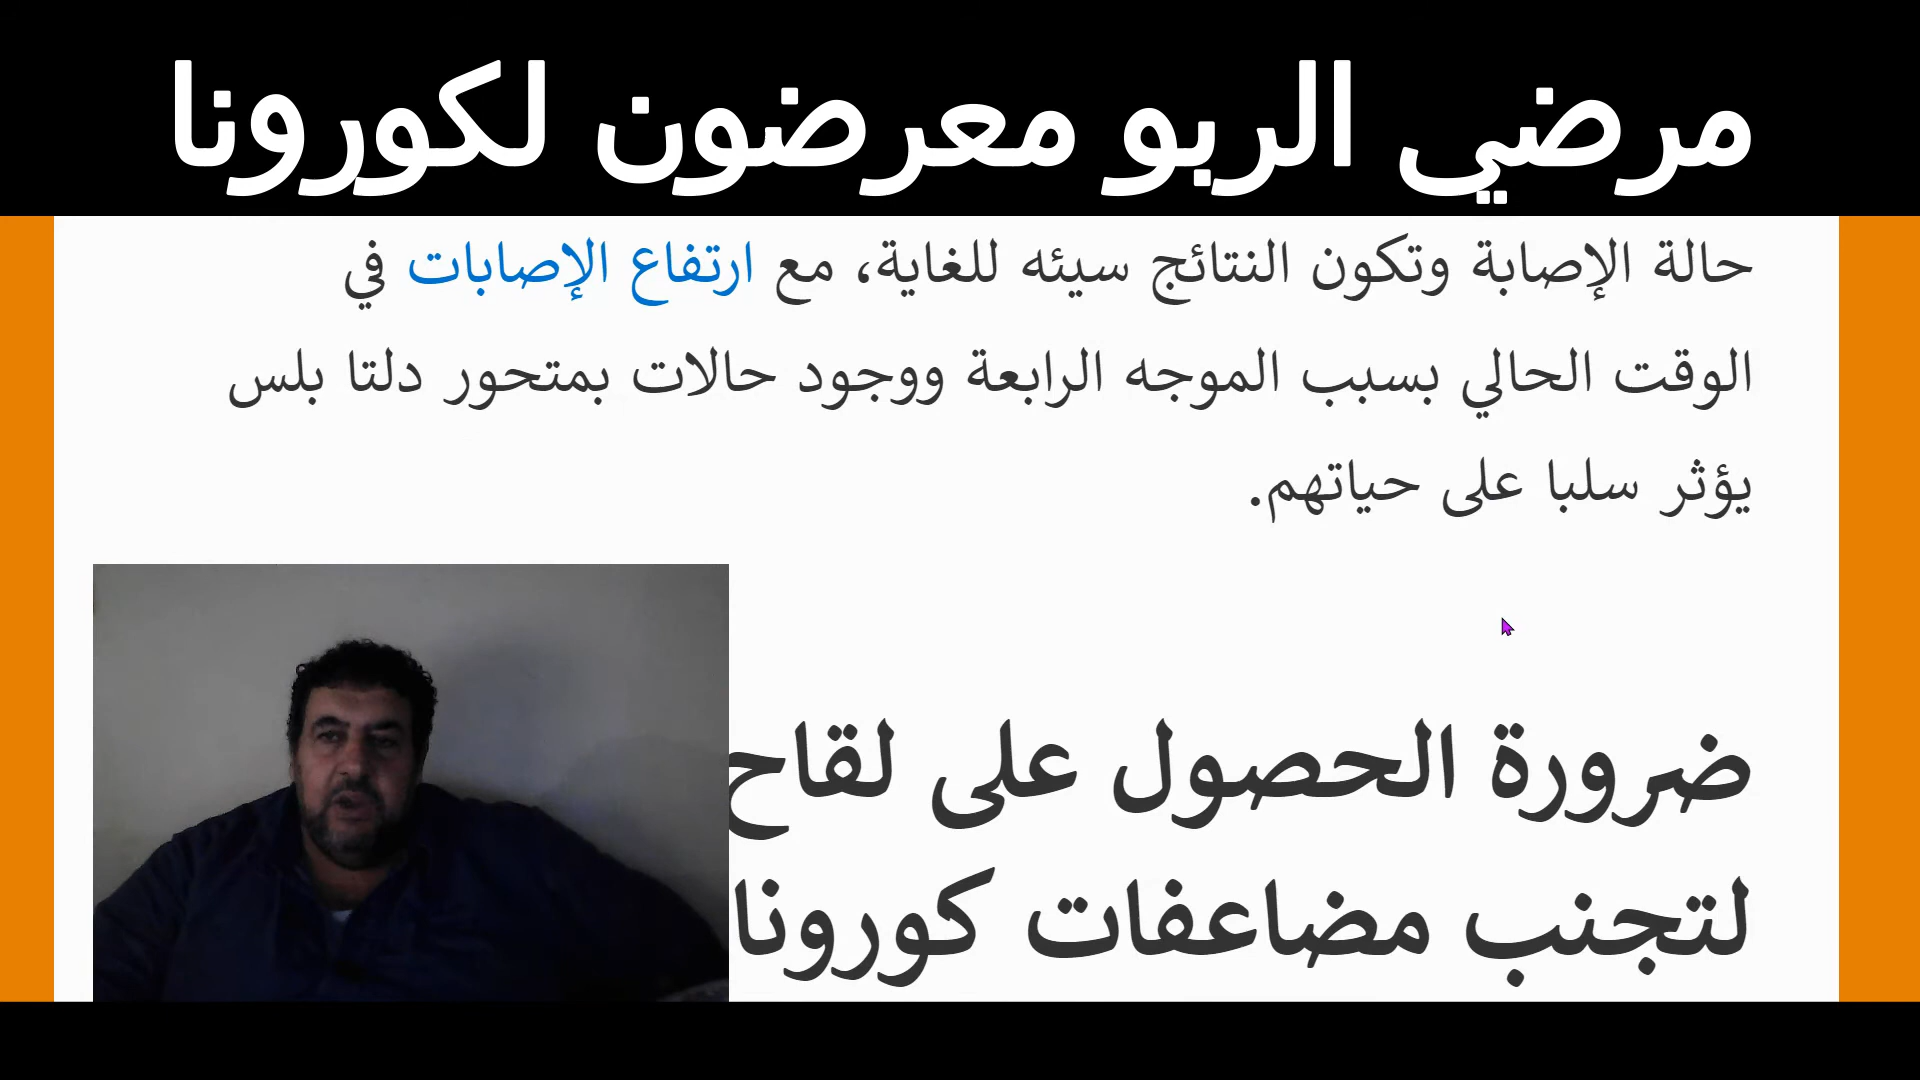 مرضي الربو معرضون لكورونا
حالة الإصابة وتكون النتائج سيئه للغاية، مع ارتفاع الإصابات في
الوقت الحالي بسبب الموجه الرابعة ووجود حالات بمتحور دلتا بلس
يؤثر سلبا على حياتهم.
ضرورة الحصول على لقاح
لتجنب مضاعفات كورونا